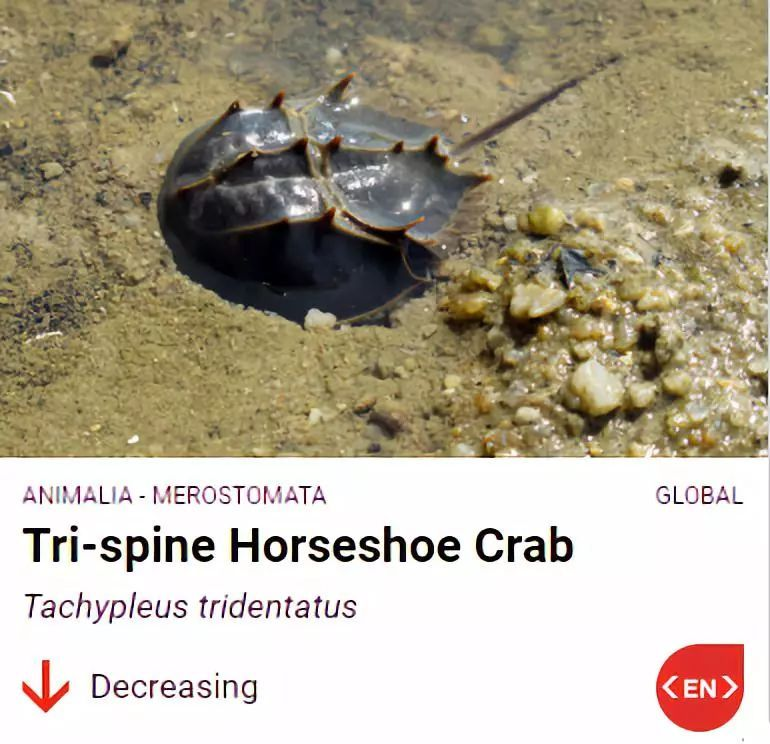 ANIMALIA - MEROSTOMATA GLOBAL
Tri-spine Horseshoe Crab
Tachypleus tridentatus
Decreasing
<EN>